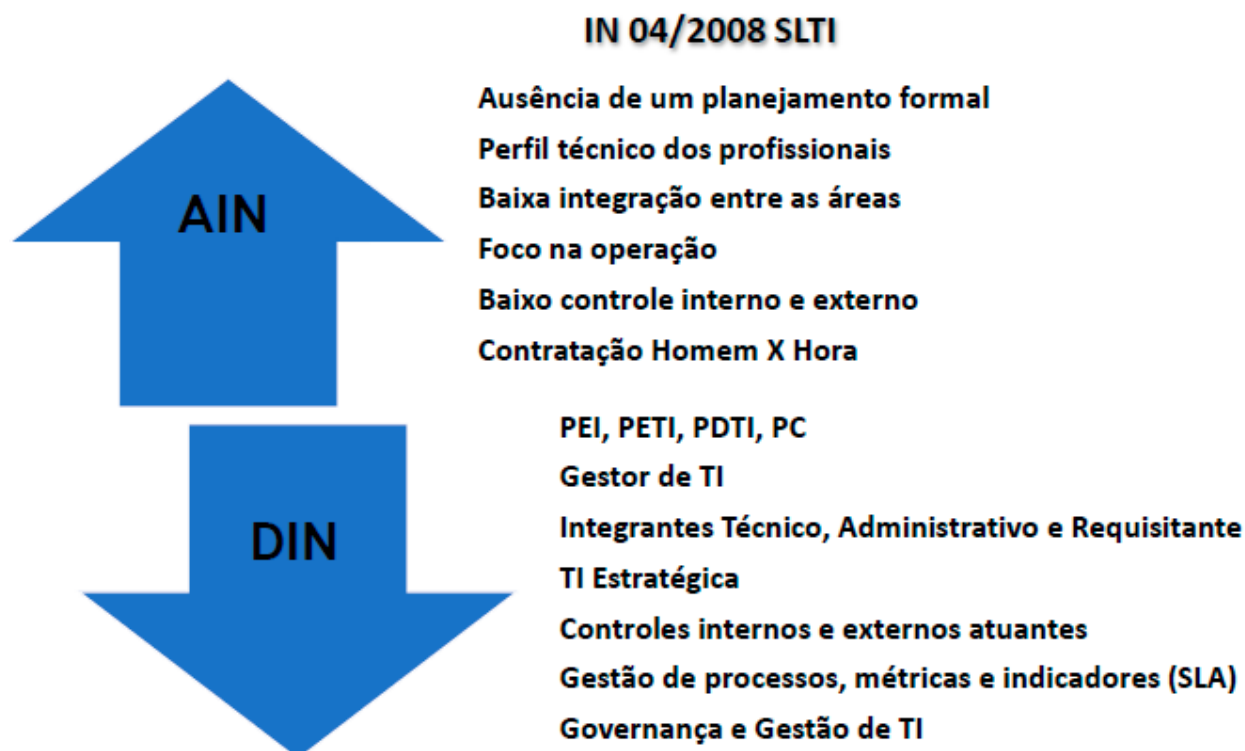 IN 04/2008 SLTI
AIN
Ausência de um planejamento formal
Perfil técnico dos profissionais
Baixa integração entre as áreas
Foco na operação
Baixo controle interno e externo
Contratação Homem X Hora
DIN
PEI, PETI, PDTI, PC
Gestor de TI
Integrantes Técnico, Administrativo e Requisitante
TI Estratégica
Controles internos e externos atuantes
Gestão de processos, métricas e indicadores (SLA)
Governança e Gestão de TI